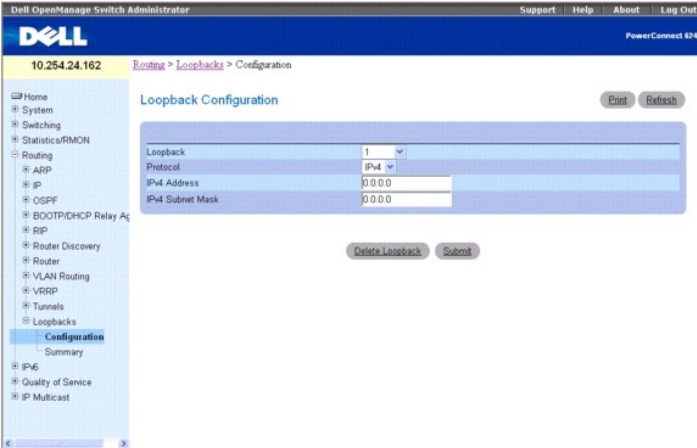 Dell OpenManage Switch Administrator
Support Help About Log Out
DELL
PowerConnect 624
10.254.24.162
Routing > Loopbacks > Configuration
Home
System
Switching
Statistics/RMON
Routing
ARP
IP
OSPF
BOOTP/DHCP Relay Ag
RIP
Router Discovery
Router
VLAN Routing
VRRP
Tunnels
Loopbacks
Configuration
Summary
IPv6
Quality of Service
IP Multicast
Loopback Configuration
Print Refresh
Loopback 1
Protocol IPv4
IPv4 Address 0.0.0.0
IPv4 Subnet Mask 0.0.0.0
Delete Loopback Submit